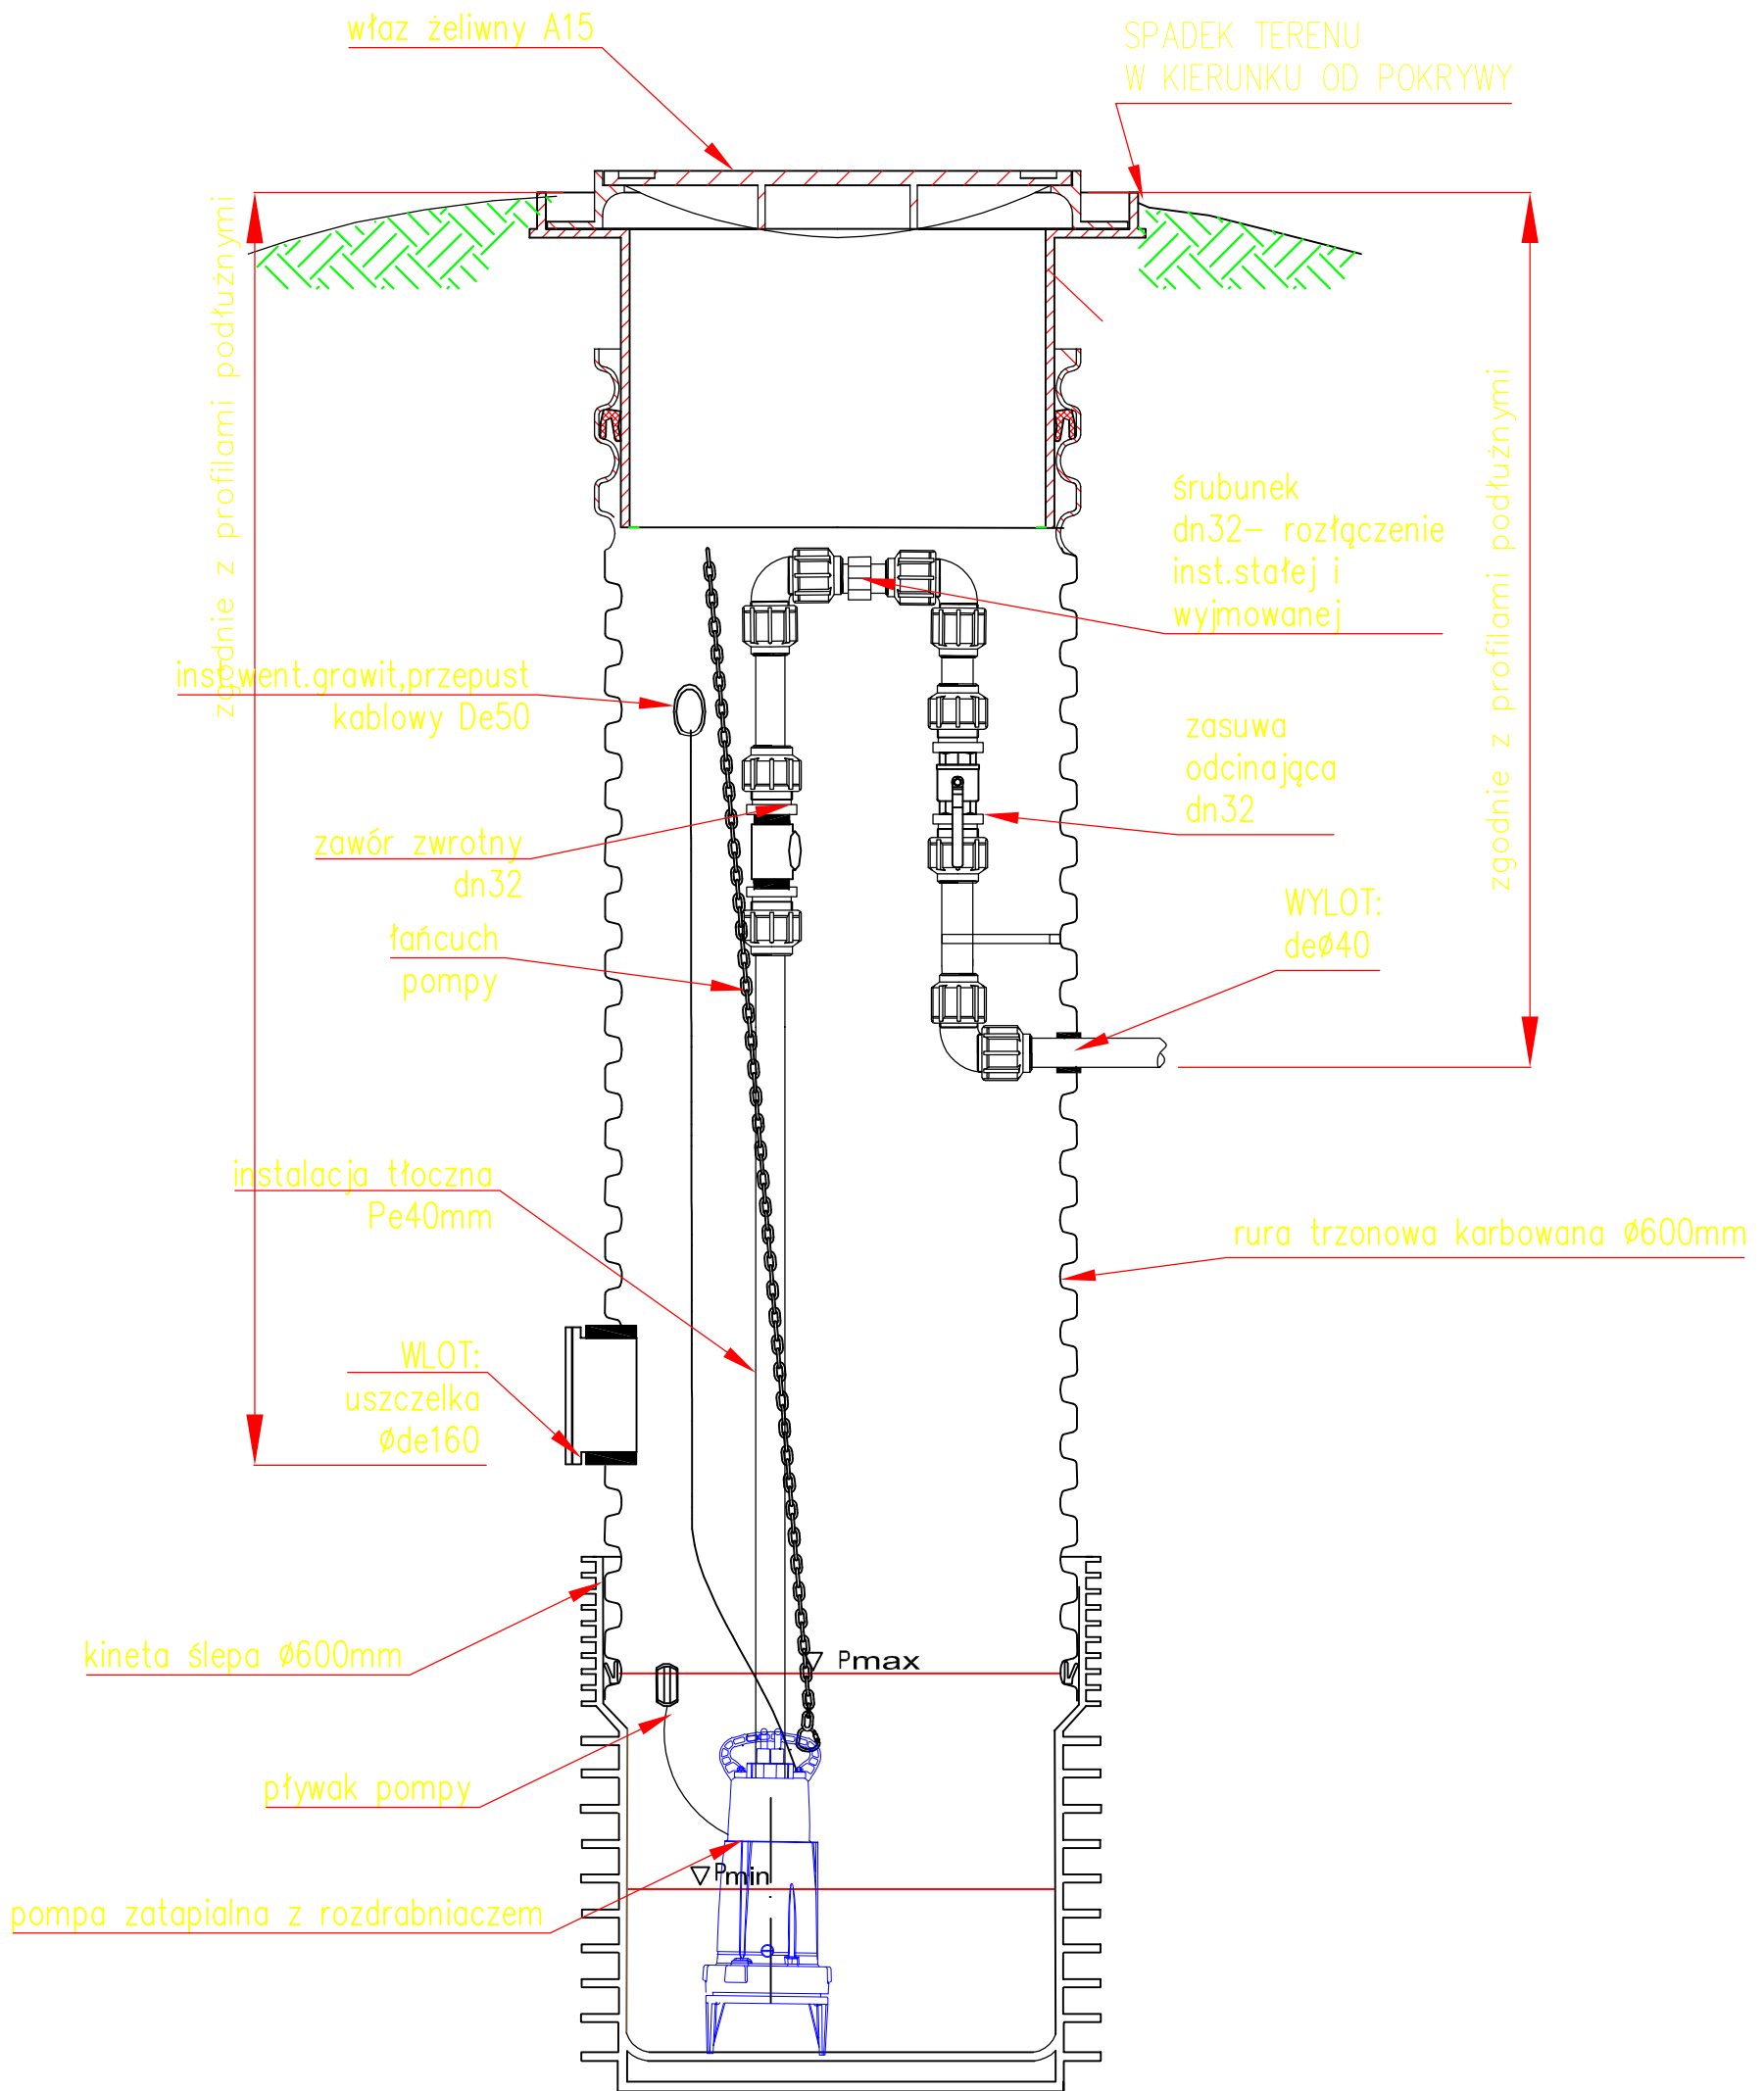 właz żeliwny A15
SPADEK TERENU
W KIERUNKU OD POKRYWY
zgodnie z profilami podłużnymi
zgodnie z profilami podłużnymi
śrubunek
dn32– rozłączenie
inst.stałej i
wyjmowanej
inst.went.grawit,przepust
kablowy De50
zasuwa
odcinająca
dn32
zawór zwrotny
dn32
WYLOT:
deø40
łańcuch
pompy
instalacja tłoczna
Pe40mm
rura trzonowa karbowana ø600mm
WLOT:
uszczelka
øde160
kineta ślepa ø600mm
Pmax
pływak pompy
Pmin
pompa zatapialna z rozdrabniaczem